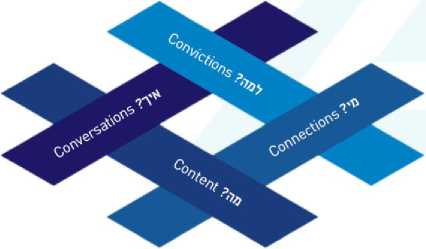 Convictions למה?
Conversations איך?
Connections מי?
Content מה?